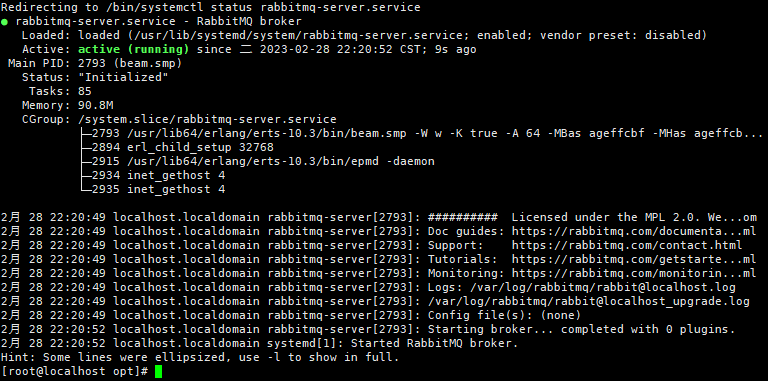 Redirecting to /bin/systemctl status rabbitmq-server.service
● rabbitmq-server.service - RabbitMQ broker
   Loaded: loaded (/usr/lib/systemd/system/rabbitmq-server.service; enabled; vendor preset: disabled)
   Active: active (running) since 二 2023-02-28 22:20:52 CST; 9s ago
 Main PID: 2793 (beam.smp)
   Status: "Initialized"
    Tasks: 85
   Memory: 90.8M
   CGroup: /system.slice/rabbitmq-server.service
           ├─2793 /usr/lib64/erlang/erts-10.3/bin/beam.smp -W w -K true -A 64 -MBas ageffcbf -MHas ageffcb...
           ├─2894 erl_child_setup 32768
           ├─2915 /usr/lib64/erlang/erts-10.3/bin/epmd -daemon
           ├─2934 inet_gethost 4
           └─2935 inet_gethost 4
2月 28 22:20:49 localhost.localdomain rabbitmq-server[2793]: ##########  Licensed under the MPL 2.0. We...om
2月 28 22:20:49 localhost.localdomain rabbitmq-server[2793]: Doc guides: https://rabbitmq.com/documenta...ml
2月 28 22:20:49 localhost.localdomain rabbitmq-server[2793]: Support:    https://rabbitmq.com/contact.html
2月 28 22:20:49 localhost.localdomain rabbitmq-server[2793]: Tutorials:  https://rabbitmq.com/getstarte...ml
2月 28 22:20:49 localhost.localdomain rabbitmq-server[2793]: Monitoring: https://rabbitmq.com/monitorin...ml
2月 28 22:20:49 localhost.localdomain rabbitmq-server[2793]: Logs: /var/log/rabbitmq/rabbit@localhost.log
2月 28 22:20:49 localhost.localdomain rabbitmq-server[2793]: /var/log/rabbitmq/rabbit@localhost_upgrade.log
2月 28 22:20:49 localhost.localdomain rabbitmq-server[2793]: Config file(s): (none)
2月 28 22:20:52 localhost.localdomain rabbitmq-server[2793]: Starting broker... completed with 0 plugins.
2月 28 22:20:52 localhost.localdomain systemd[1]: Started RabbitMQ broker.
Hint: Some lines were ellipsized, use -l to show in full.
[root@localhost opt]#